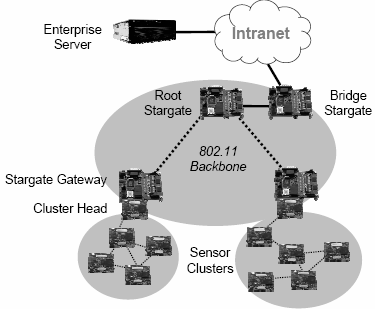 Enterprise
Server
Intranet
Root
Stargate
Bridge
Stargate
802.11
Backbone
Stargate Gateway
Cluster Head
Sensor
Clusters